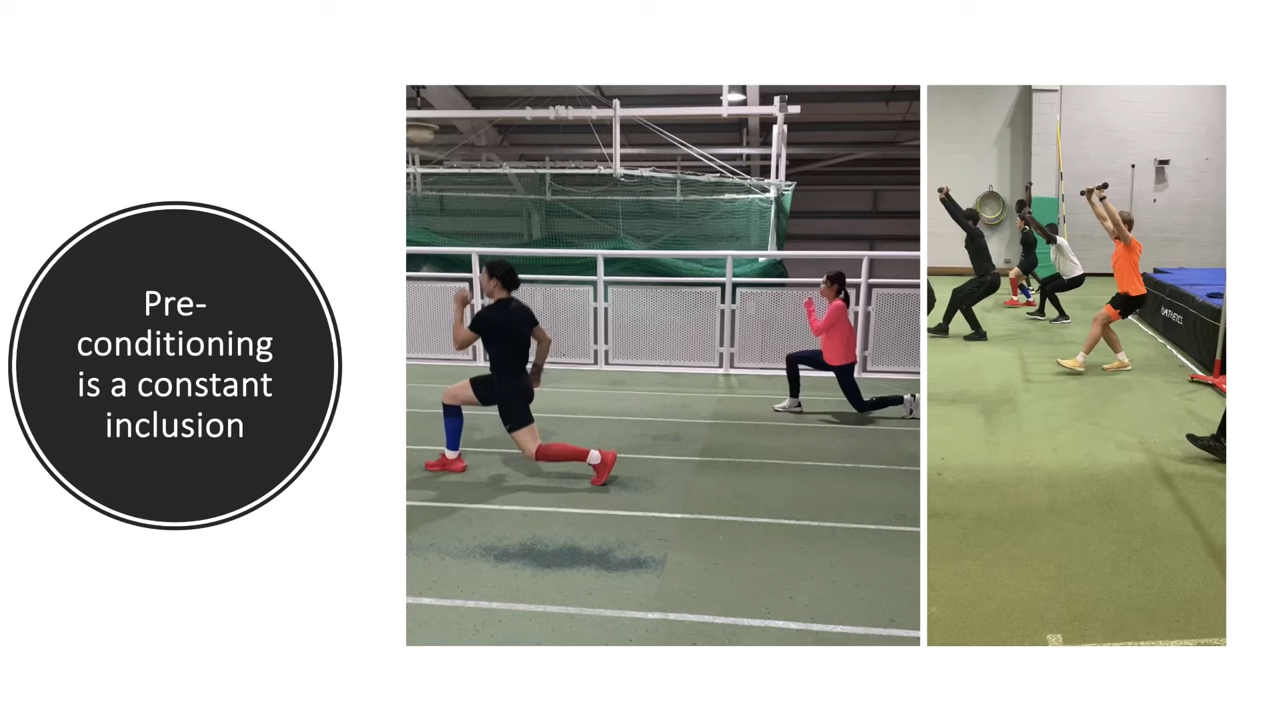 Pre-
conditioning
is a constant
inclusion